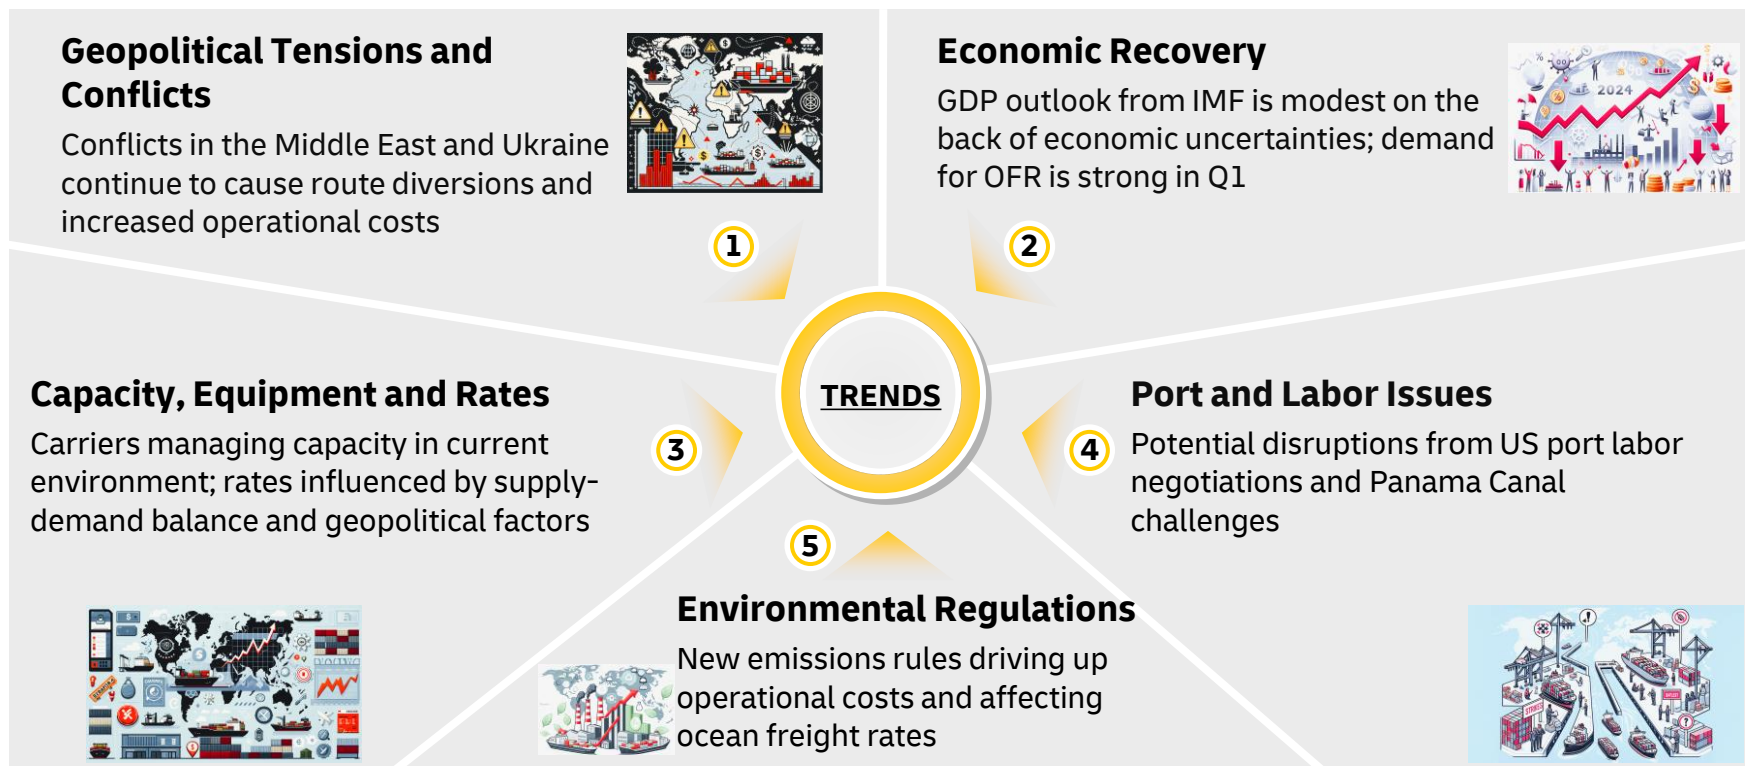 Geopolitical Tensions and
Conflicts
Conflicts in the Middle East and Ukraine
continue to cause route diversions and
increased operational costs
1
Economic Recovery
GDP outlook from IMF is modest on the
back of economic uncertainties; demand
for OFR is strong in Q1
2024
2
TRENDS
Capacity, Equipment and Rates
Carriers managing capacity in current
environment; rates influenced by supply-
demand balance and geopolitical factors
3
Port and Labor Issues
Potential disruptions from US port labor
negotiations and Panama Canal
challenges
4
5
Environmental Regulations
New emissions rules driving up
operational costs and affecting
ocean freight rates